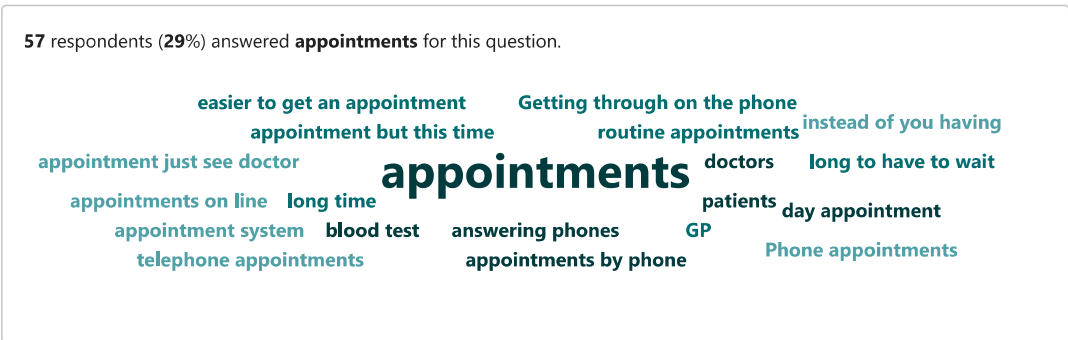 57 respondents (29%) answered appointments for this question.
easier to get an appointment
Getting through on the phone
instead of you having
appointment but this time
routine appointments
appointment just see doctor
appointments
doctors
long to have to wait
appointments on line
long time
patients
day appointment
appointment system
blood test
answering phones
GP
Phone appointments
telephone appointments
appointments by phone